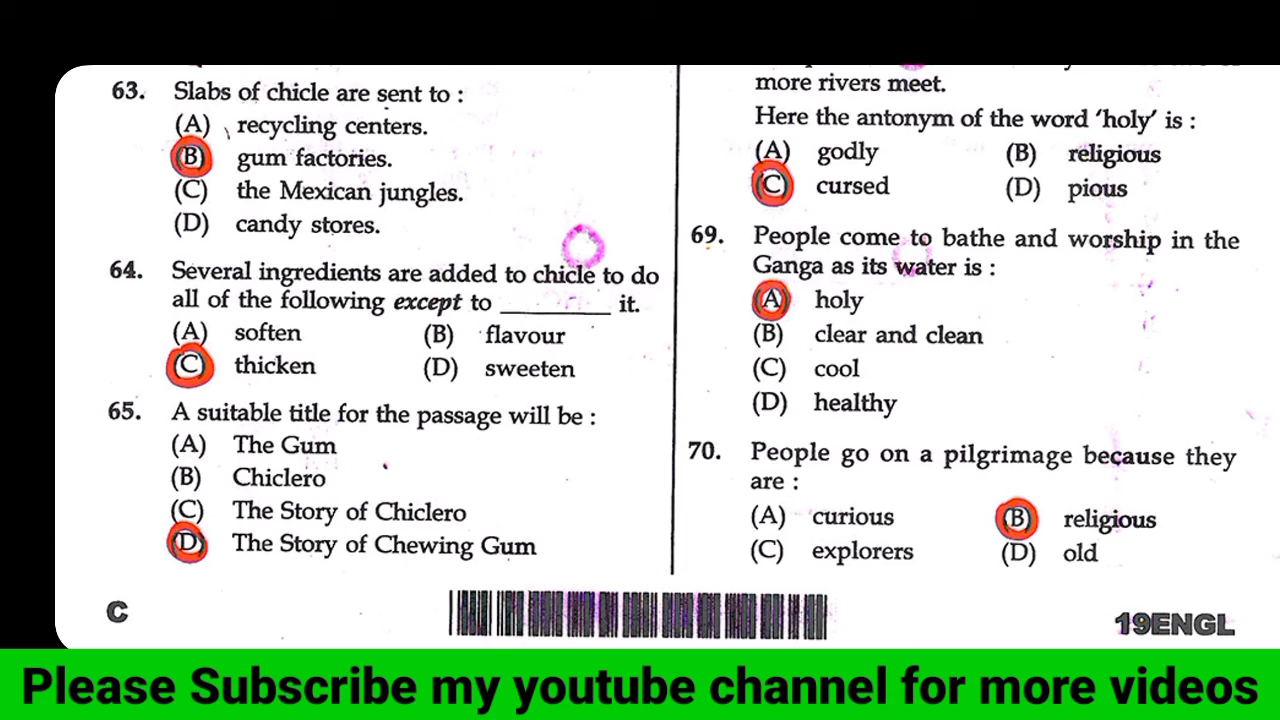 63. Slabs of chicle are sent to :
(A) recycling centers.
(B) gum factories.
(C) the Mexican jungles.
(D) candy stores.
64. Several ingredients are added to chicle to do
all of the following except to __________ it.
(A) soften (B) flavour
(C) thicken (D) sweeten
65. A suitable title for the passage will be :
(A) The Gum
(B) Chiclero
(C) The Story of Chiclero
(D) The Story of Chewing Gum
more rivers meet.
Here the antonym of the word ‘holy’ is :
(A) godly (B) religious
(C) cursed (D) pious
69. People come to bathe and worship in the
Ganga as its water is :
(A) holy
(B) clear and clean
(C) cool
(D) healthy
70. People go on a pilgrimage because they
are :
(A) curious (B) religious
(C) explorers (D) old
C
19ENGL
Please Subscribe my youtube channel for more videos